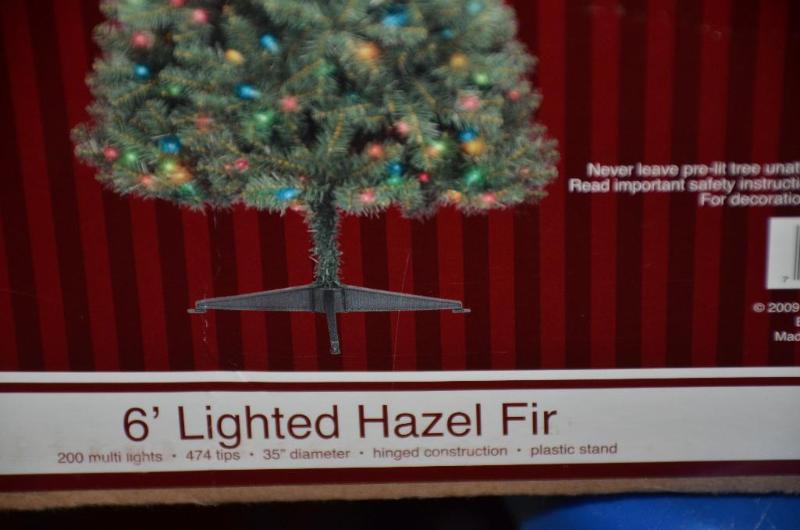 Never leave pre-lit tree
Read important safety
For
7
© 2009
6' Lighted Hazel Fir
200 multi lights • 474 tips • 35" diameter • hinged construction • plastic stand